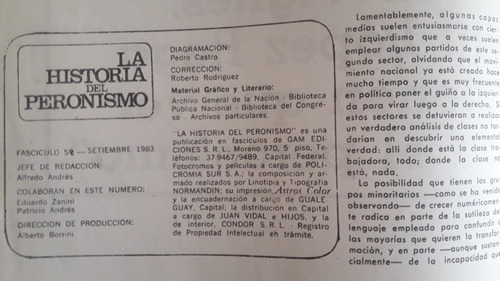 LA
HISTORIA
DEL
PERONISMO
FASCICULO 5º — SETIEMBRE 1983
JEFE DE REDACCION:
Alfredo Andrés
COLABORAN EN ESTE NUMERO:
Eduardo Zanini
Patricio Andrés
DIRECCION DE PRODUCCION:
Alberto Borrini
DIAGRAMACION:
Pedro Castro
CORRECCION:
Roberto Rodríguez
Material Gráfico y Literario:
Archivo General de la Nación - Biblioteca
Pública Nacional - Biblioteca del Congre-
so - Archivos particulares.
"LA HISTORIA DEL PERONISMO" es una
publicación en fascículos de GAM EDI-
CIONES S.R.L., Moreno 970, 5º piso, Te-
léfonos: 37-9467/9489. Capital Federal.
Fotocromos y películas a cargo de POLI-
CROMIA SUR S.A.; la composición y ar-
mado realizados por Linotipia y Tipografía
NORMANDIN; su impresión, Astros Color
y la encuadernación a cargo de GUALE
GUAY, Capital; la distribución en Capital
a cargo de JUAN VIDAL e HIJOS, y la
de interior, CONDOR S.R.L. - Registro
de Propiedad Intelectual en trámite.
Lamentablemente, algunas capas
medias suelen entusiasmarse con cier-
to izquierdismo que a veces suelen
emplear algunos partidos de este se-
gundo sector, olvidando que el movi-
miento nacional ya está creado hace
mucho tiempo y que es muy frecuente
en política poner el guiño a la izquier-
da para virar luego a la derecha. Si
estos sectores se detuvieran a realizar
un verdadero análisis de clases no tar-
darían en descubrir una elemental
verdad: allí donde está la clase tra-
bajadora, todo; donde la clase no
está, nada.
La posibilidad que tienen los gru-
pos minoritarios —como se ha venido
observando— de crecer numéricamen-
te radica en parte en la sutileza del
lenguaje empleado para confundir a
las mayorías que quieren la transfor-
mación, y en parte —aunque sustan-
cialmente— de la incapacidad que